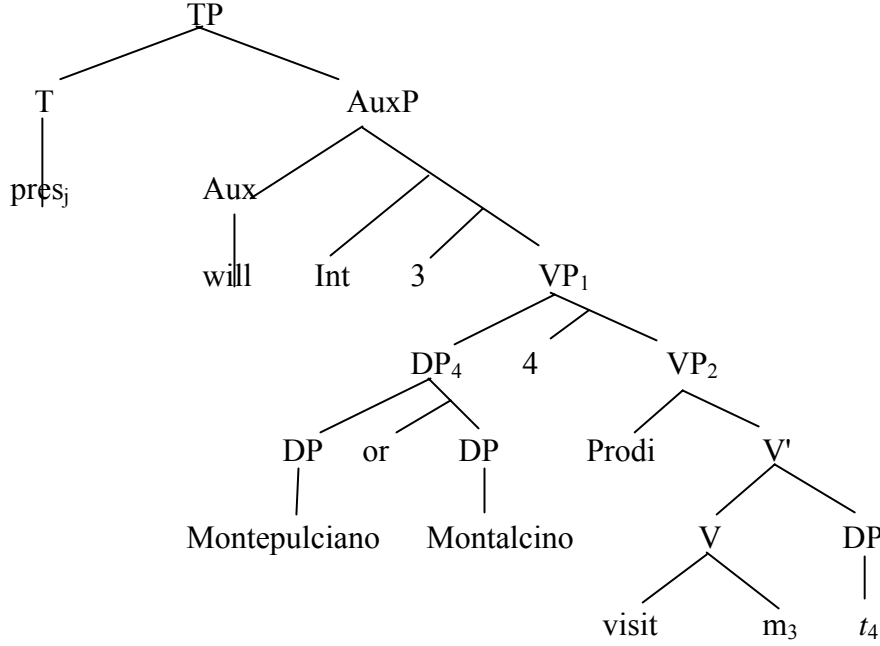 TP
T AuxP
pres_j Aux
will Int 3 VP₁
DP₄ 4 VP₂
DP or DP Prodi V'
Montepulciano Montalcino V DP
visit m₃ t₄